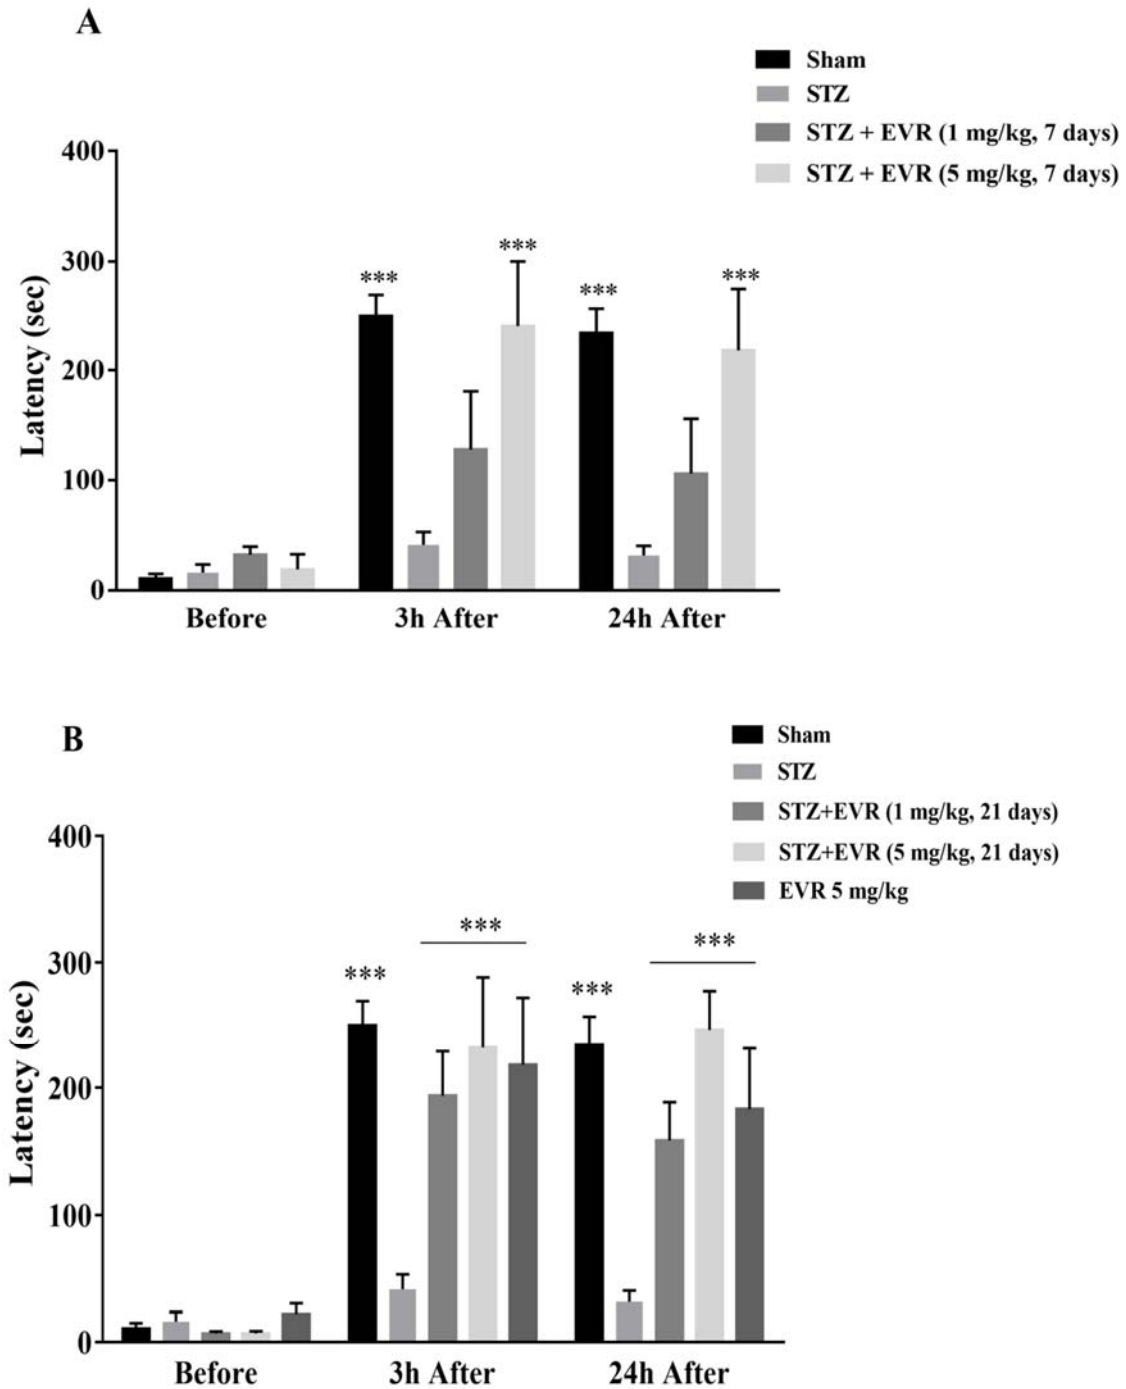 A
Sham
STZ
STZ + EVR (1 mg/kg, 7 days)
STZ + EVR (5 mg/kg, 7 days)
400
300
200
100
0
Latency (sec)
***
***
***
***
Before
3h After
24h After
B
Sham
STZ
STZ+EVR (1 mg/kg, 21 days)
STZ+EVR (5 mg/kg, 21 days)
EVR 5 mg/kg
400
300
200
100
0
Latency (sec)
***
***
***
***
Before
3h After
24h After